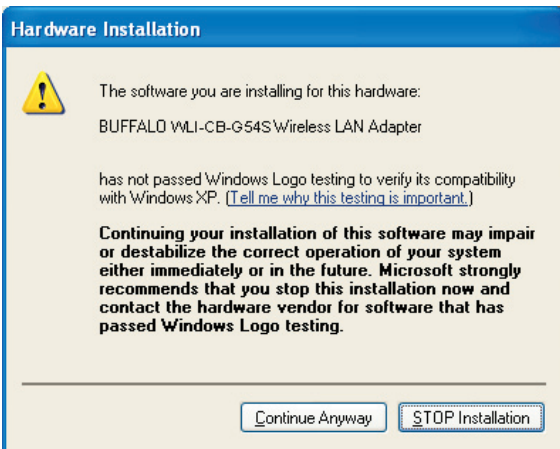 Hardware Installation
The software you are installing for this hardware:
BUFFALO WLI-CB-G54S Wireless LAN Adapter
has not passed Windows Logo testing to verify its compatibility
with Windows XP. (Tell me why this testing is important.)
Continuing your installation of this software may impair
or destabilize the correct operation of your system
either immediately or in the future. Microsoft strongly
recommends that you stop this installation now and
contact the hardware vendor for software that has
passed Windows Logo testing.
Continue Anyway
STOP Installation